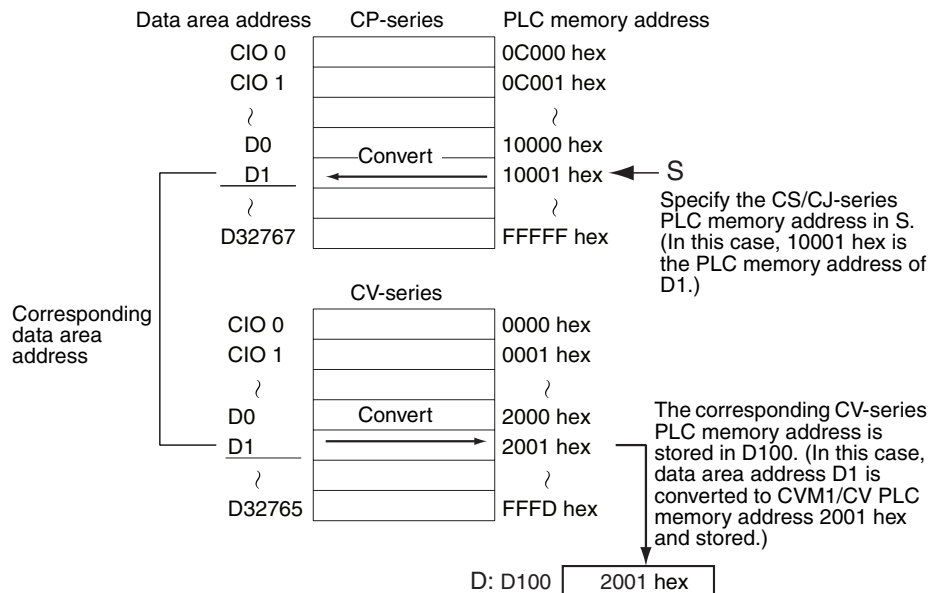 Data area address CP-series PLC memory address
CIO 0 0C000 hex
CIO 1 0C001 hex
~ ~
D0 10000 hex
D1 Convert 10001 hex S
~ ~
D32767 FFFFF hex
Specify the CS/CJ-series
PLC memory address in S.
(In this case, 10001 hex is
the PLC memory address of
D1.)
Corresponding
data area
address
CV-series
CIO 0 0000 hex
CIO 1 0001 hex
~ ~
D0 Convert 2000 hex
D1 2001 hex
~ ~
D32765 FFFD hex
The corresponding CV-series
PLC memory address is
stored in D100. (In this case,
data area address D1 is
converted to CVM1/CV PLC
memory address 2001 hex
and stored.)
D: D100 2001 hex